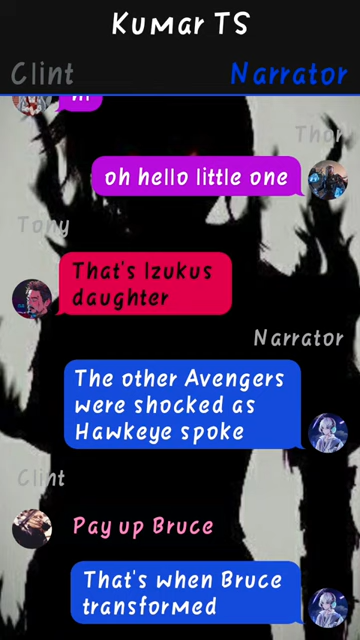 Kumar TS
Clint
Narrator
Thor
oh hello little one
Tony
That's Izukus
daughter
Narrator
The other Avengers
were shocked as
Hawkeye spoke
Clint
Pay up Bruce
That's when Bruce
transformed